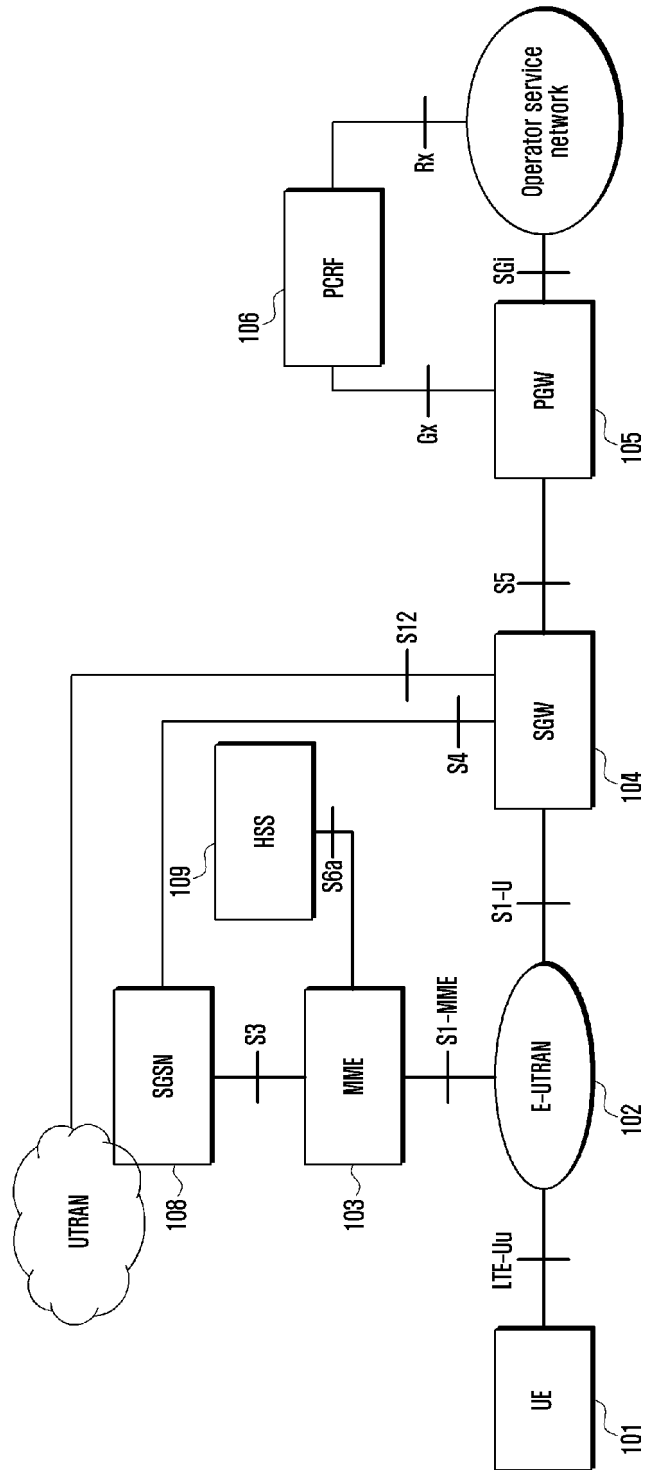 UTRAN
SGSN
108
S3
HSS
109
S6a
S12
S4
MME
103
S1-MME
PCRF
106
Gx
Rx
UE
101
LTE-Uu
E-UTRAN
102
S1-U
SGW
104
S5
PGW
105
SGi
Operator service
network